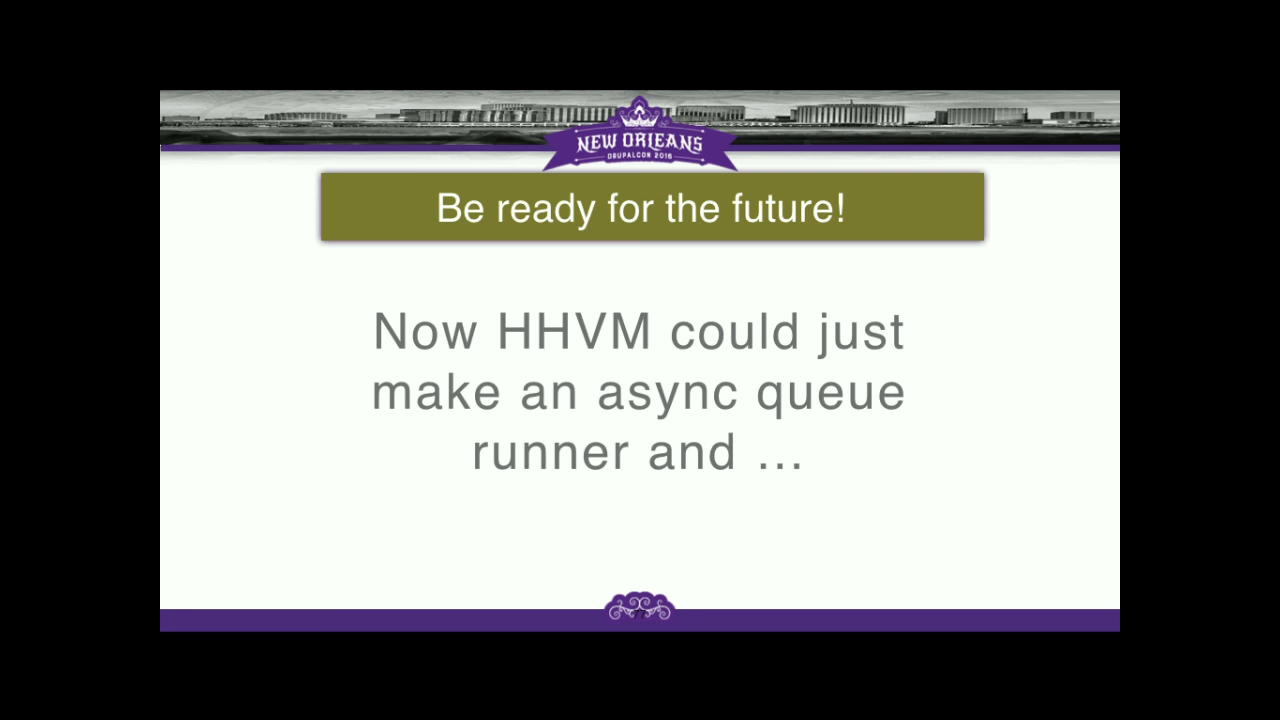 NEW ORLEANS
DRUPALCON 2016
Be ready for the future!
Now HHVM could just
make an async queue
runner and ...